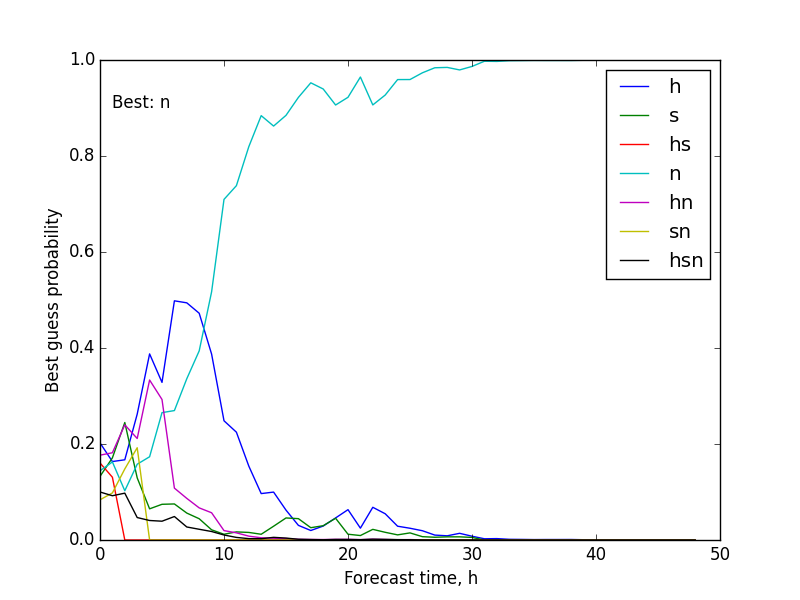 1.0
0.8
0.6
0.4
0.2
0.0
Best guess probability
Best: n
h
s
hs
n
hn
sn
hsn
0 10 20 30 40 50
Forecast time, h